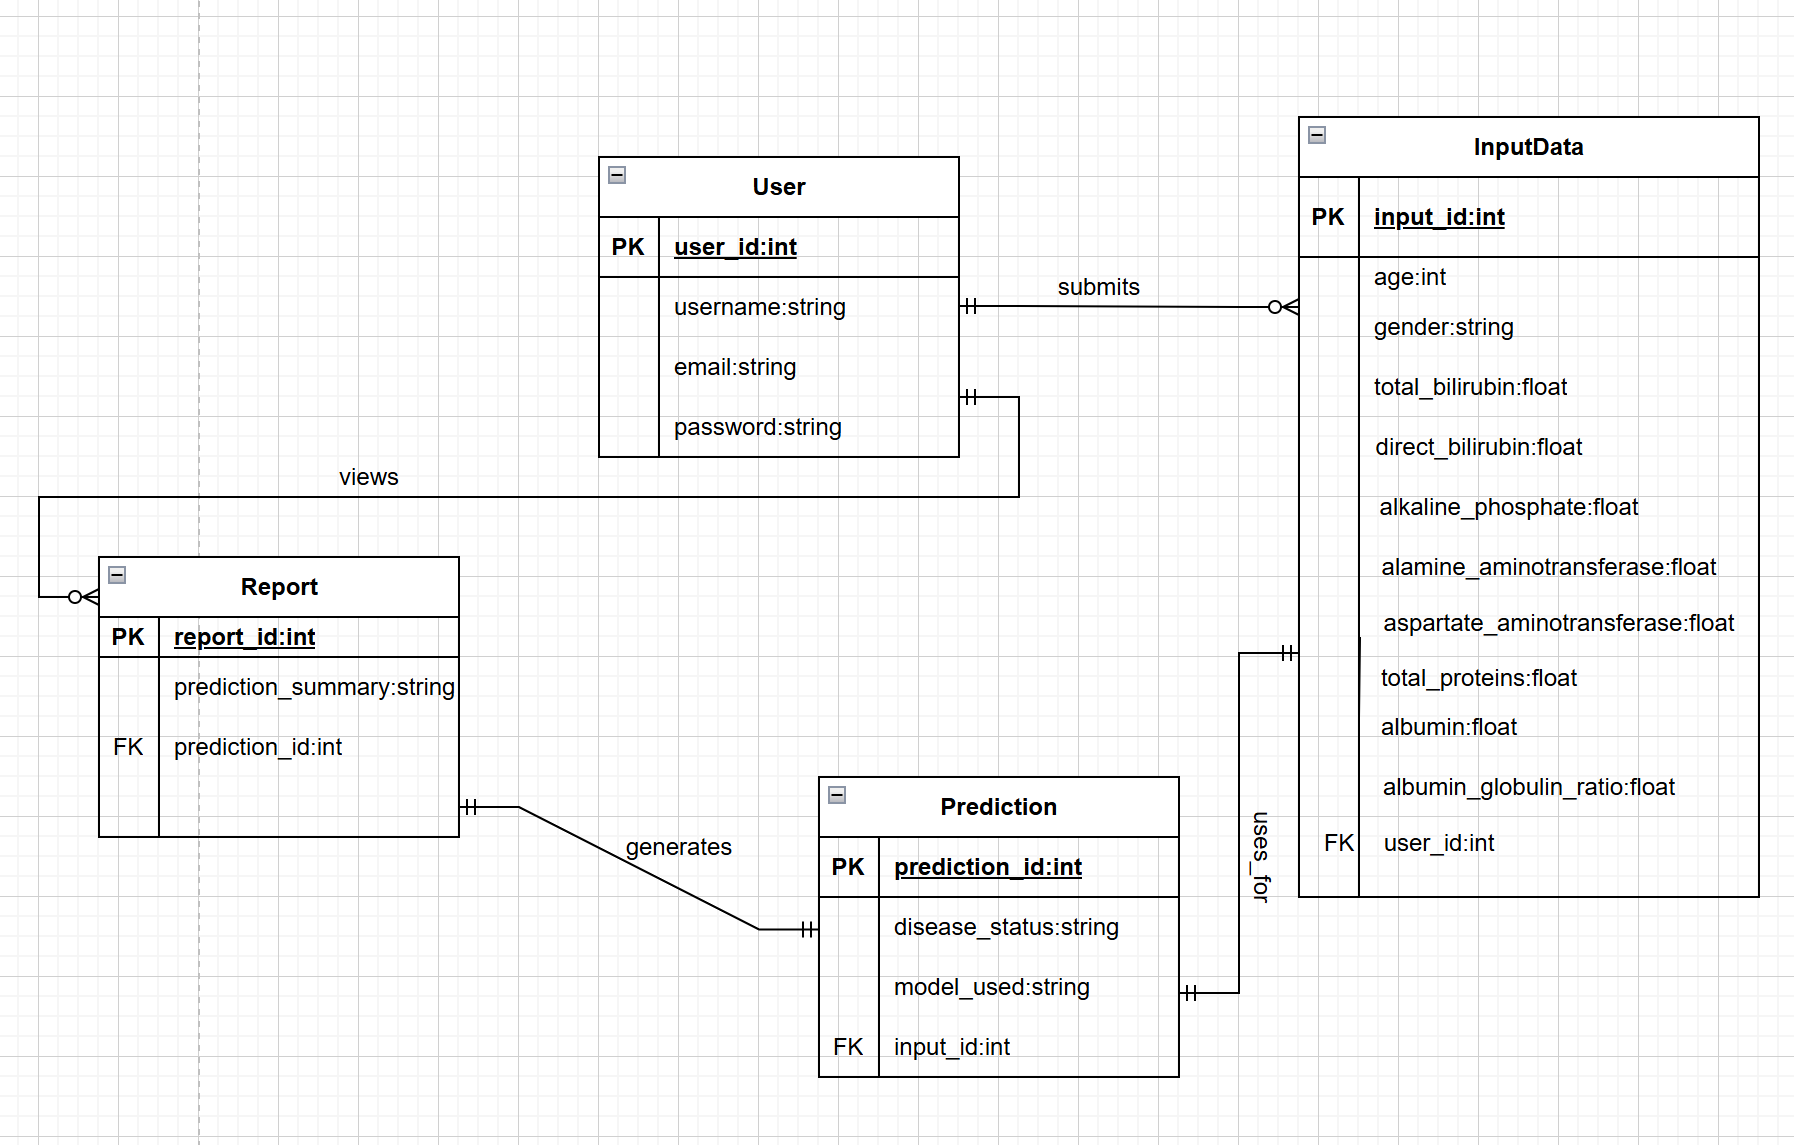 User
PK user_id:int
username:string
email:string
password:string
submits
views
InputData
PK input_id:int
age:int
gender:string
total_bilirubin:float
direct_bilirubin:float
alkaline_phosphate:float
alamine_aminotransferase:float
aspartate_aminotransferase:float
total_proteins:float
albumin:float
albumin_globulin_ratio:float
FK user_id:int
Report
PK report_id:int
prediction_summary:string
FK prediction_id:int
generates
Prediction
PK prediction_id:int
disease_status:string
model_used:string
FK input_id:int
uses_for